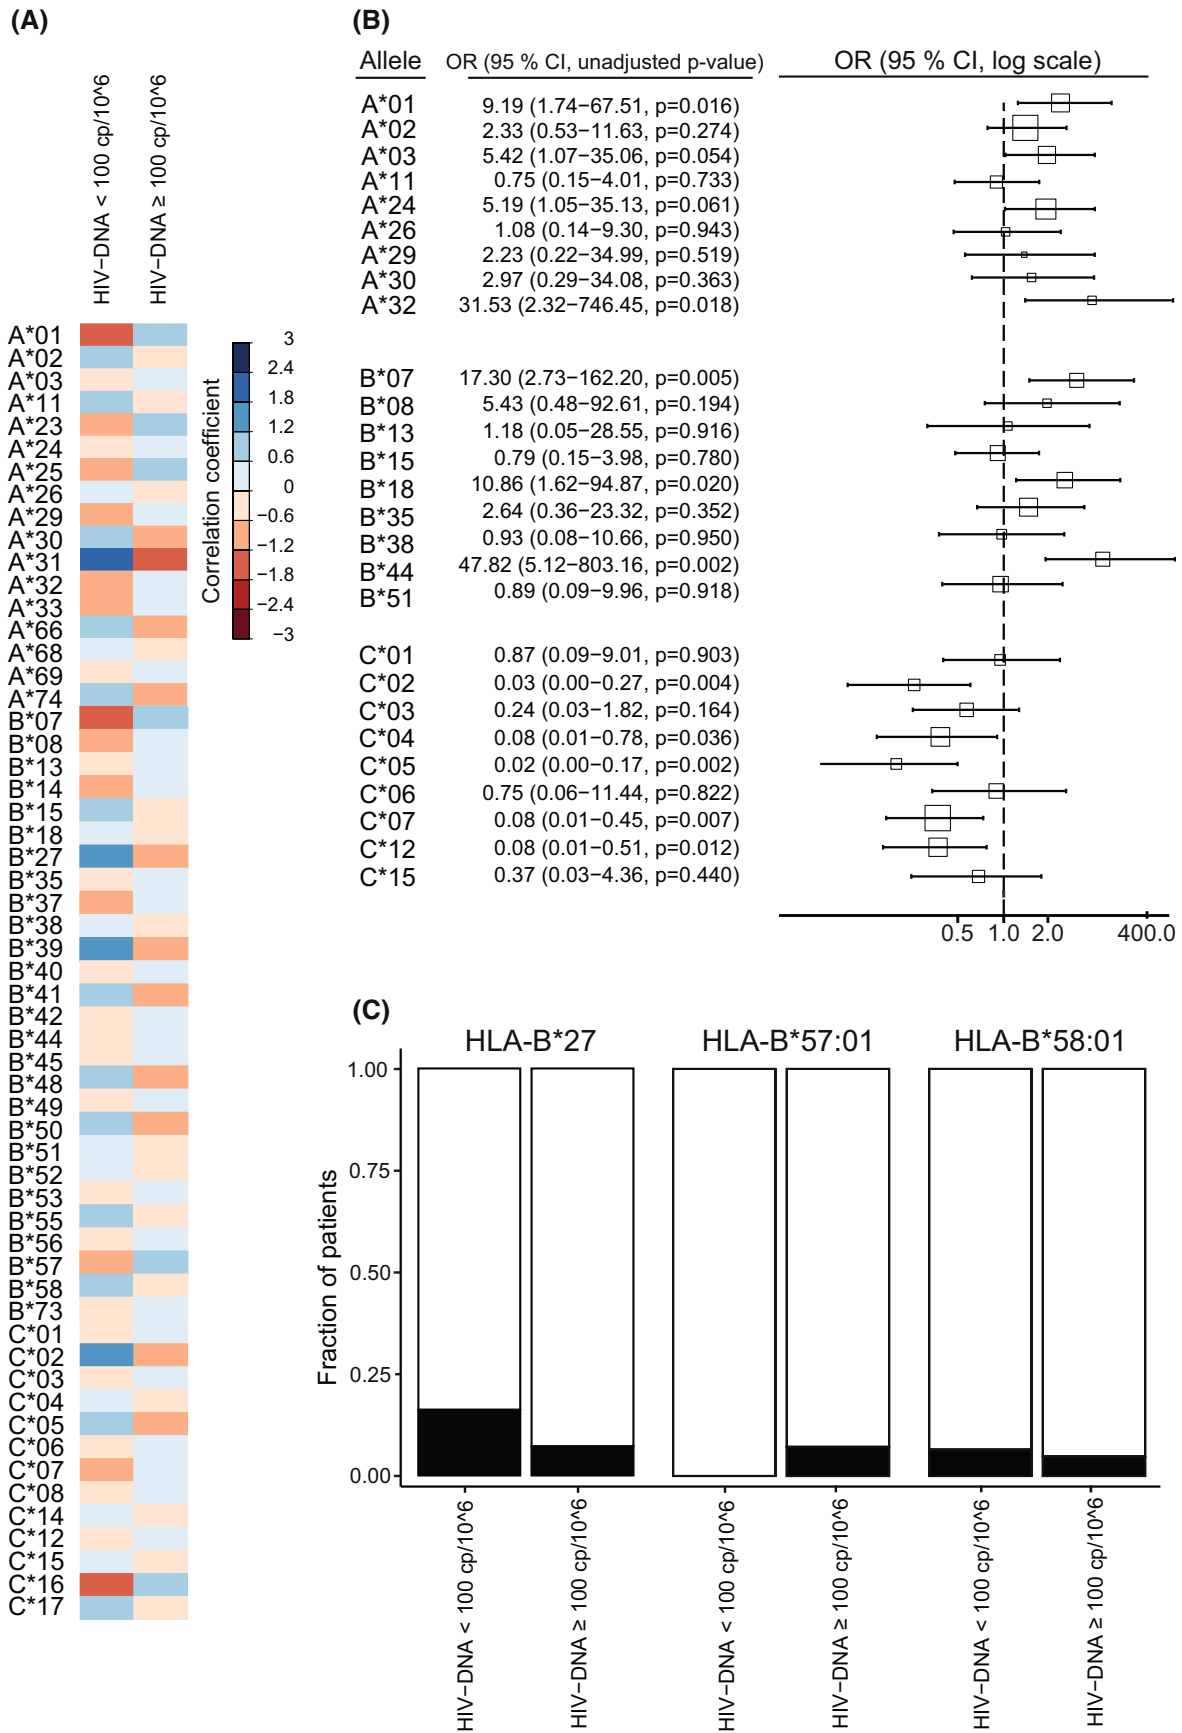 (A)
HIV−DNA < 100 cp/10^6
HIV−DNA ≥ 100 cp/10^6
A*01
A*02
A*03
A*11
A*23
A*24
A*25
A*26
A*29
A*30
A*31
A*32
A*33
A*66
A*68
A*69
A*74
B*07
B*08
B*13
B*14
B*15
B*18
B*27
B*35
B*37
B*38
B*39
B*40
B*41
B*42
B*44
B*45
B*48
B*49
B*50
B*51
B*52
B*53
B*55
B*56
B*57
B*58
B*73
C*01
C*02
C*03
C*04
C*05
C*06
C*07
C*08
C*14
C*12
C*15
C*16
C*17
Correlation coefficient
3
2.4
1.8
1.2
0.6
0
−0.6
−1.2
−1.8
−2.4
−3
(B)
Allele OR (95 % CI, unadjusted p-value) OR (95 % CI, log scale)
A*01 9.19 (1.74−67.51, p=0.016)
A*02 2.33 (0.53−11.63, p=0.274)
A*03 5.42 (1.07−35.06, p=0.054)
A*11 0.75 (0.15−4.01, p=0.733)
A*24 5.19 (1.05−35.13, p=0.061)
A*26 1.08 (0.14−9.30, p=0.943)
A*29 2.23 (0.22−34.99, p=0.519)
A*30 2.97 (0.29−34.08, p=0.363)
A*32 31.53 (2.32−746.45, p=0.018)
B*07 17.30 (2.73−162.20, p=0.005)
B*08 5.43 (0.48−92.61, p=0.194)
B*13 1.18 (0.05−28.55, p=0.916)
B*15 0.79 (0.15−3.98, p=0.780)
B*18 10.86 (1.62−94.87, p=0.020)
B*35 2.64 (0.36−23.32, p=0.352)
B*38 0.93 (0.08−10.66, p=0.950)
B*44 47.82 (5.12−803.16, p=0.002)
B*51 0.89 (0.09−9.96, p=0.918)
C*01 0.87 (0.09−9.01, p=0.903)
C*02 0.03 (0.00−0.27, p=0.004)
C*03 0.24 (0.03−1.82, p=0.164)
C*04 0.08 (0.01−0.78, p=0.036)
C*05 0.02 (0.00−0.17, p=0.002)
C*06 0.75 (0.06−11.44, p=0.822)
C*07 0.08 (0.01−0.45, p=0.007)
C*12 0.08 (0.01−0.51, p=0.012)
C*15 0.37 (0.03−4.36, p=0.440)
0.5 1.0 2.0 400.0
(C)
HLA-B*27 HLA-B*57:01 HLA-B*58:01
Fraction of patients
1.00
0.75
0.50
0.25
0.00
HIV−DNA < 100 cp/10^6
HIV−DNA ≥ 100 cp/10^6
HIV−DNA < 100 cp/10^6
HIV−DNA ≥ 100 cp/10^6
HIV−DNA < 100 cp/10^6
HIV−DNA ≥ 100 cp/10^6